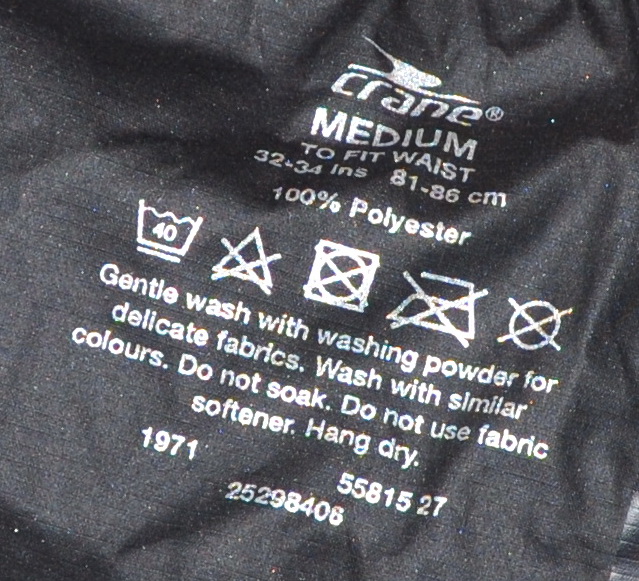 crane®
MEDIUM
TO FIT WAIST
32-34 Ins 81-86 cm
100% Polyester
40
Gentle wash with washing powder for
delicate fabrics. Wash with similar
colours. Do not soak. Do not use fabric
softener. Hang dry.
1971 55815 27
25298406